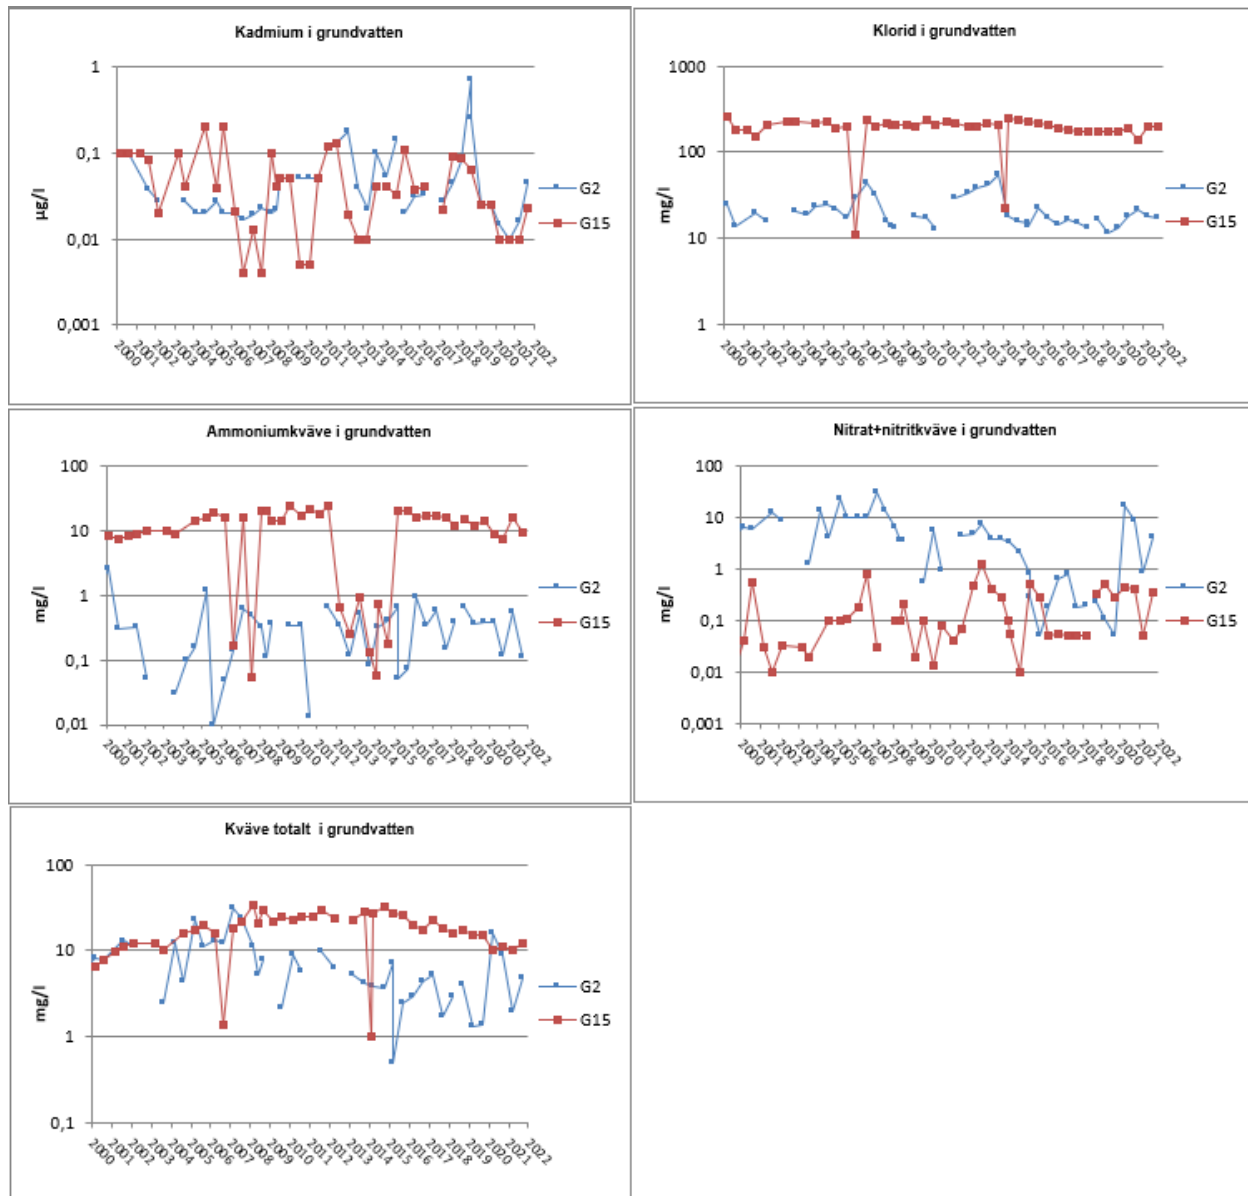 Kadmium i grundvatten
1
0,1
0,01
0,001
µg/l
2000 2001 2002 2003 2004 2005 2006 2007 2008 2009 2010 2011 2012 2013 2014 2015 2016 2017 2018 2019 2020 2021 2022
G2
G15
Klorid i grundvatten
1000
100
10
1
mg/l
2000 2001 2002 2003 2004 2005 2006 2007 2008 2009 2010 2011 2012 2013 2014 2015 2016 2017 2018 2019 2020 2021 2022
G2
G15
Ammoniumkväve i grundvatten
100
10
1
0,1
0,01
mg/l
2000 2001 2002 2003 2004 2005 2006 2007 2008 2009 2010 2011 2012 2013 2014 2015 2016 2017 2018 2019 2020 2021 2022
G2
G15
Nitrat+nitritkväve i grundvatten
100
10
1
0,1
0,01
0,001
mg/l
2000 2001 2002 2003 2004 2005 2006 2007 2008 2009 2010 2011 2012 2013 2014 2015 2016 2017 2018 2019 2020 2021 2022
G2
G15
Kväve totalt i grundvatten
100
10
1
0,1
mg/l
2000 2001 2002 2003 2004 2005 2006 2007 2008 2009 2010 2011 2012 2013 2014 2015 2016 2017 2018 2019 2020 2021 2022
G2
G15